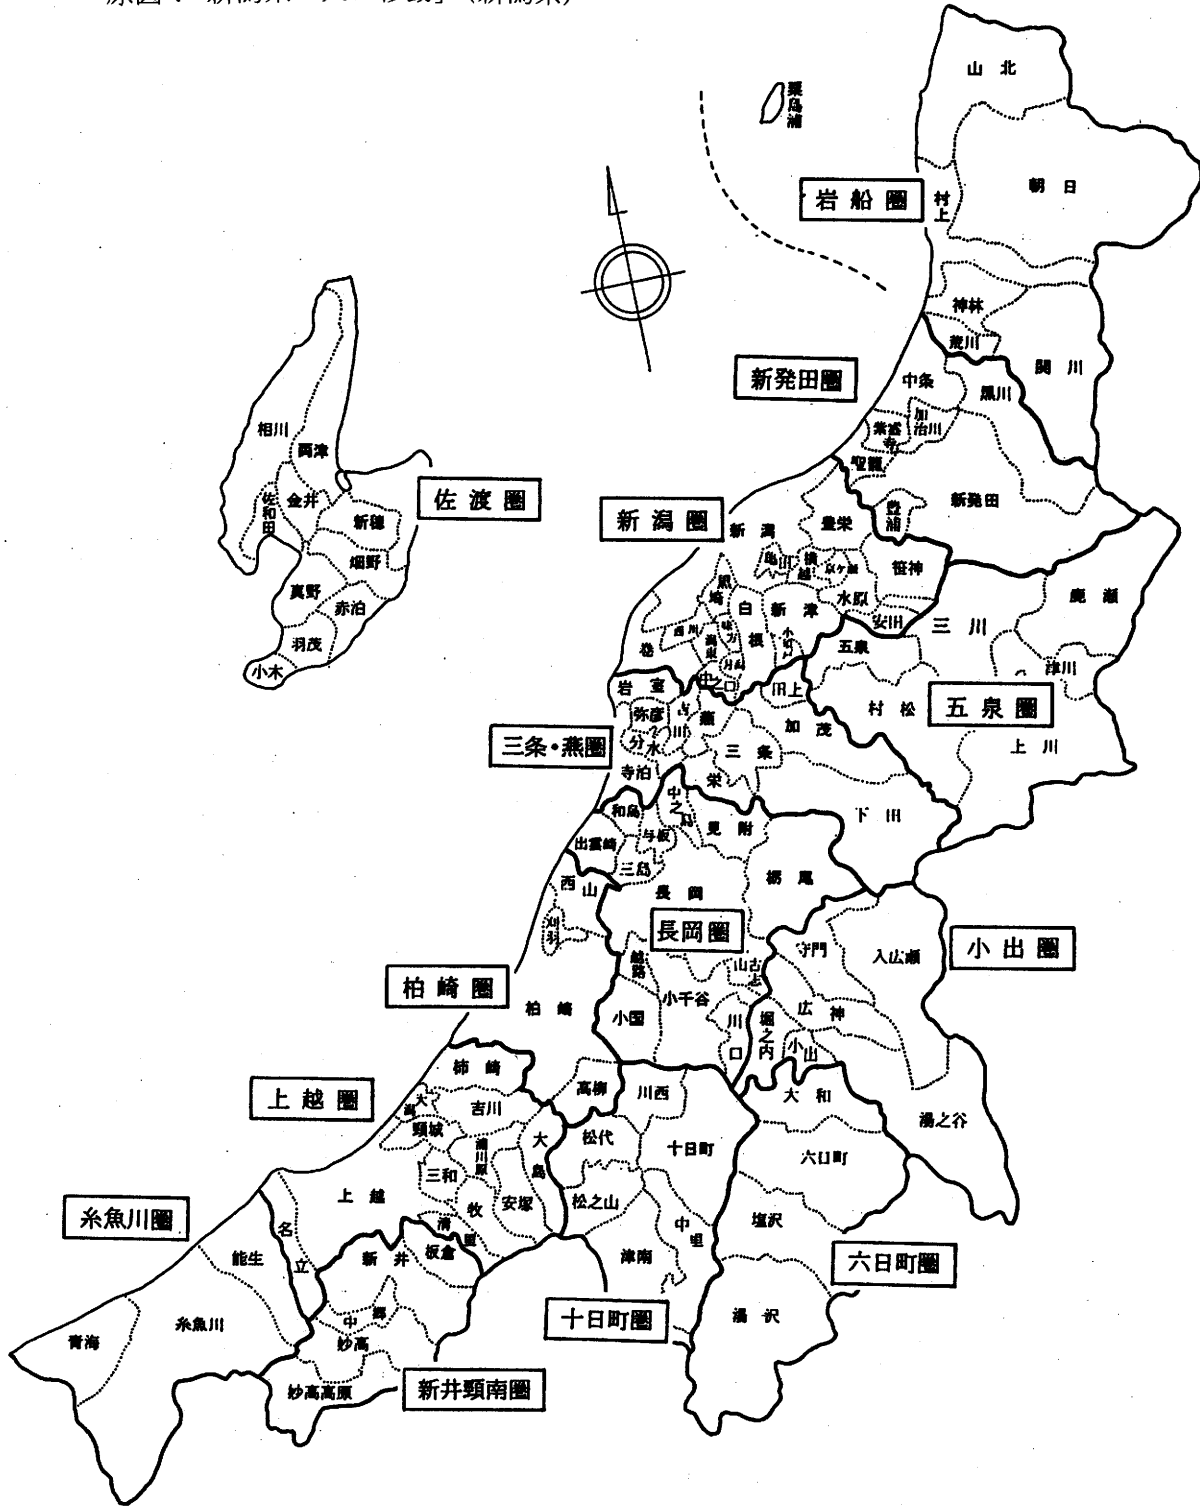 山北
粟島浦
朝日
岩船圏
村上
神林
荒川
関川
新発田圏
中条
黒川
加治川
紫雲寺
聖籠
新発田
豊浦
相川
両津
佐和田
金井
新穂
畑野
真野
赤泊
羽茂
小木
佐渡圏
新潟圏
新潟
豊栄
亀田
横越
京ヶ瀬
笹神
水原
安田
黒埼
白根
新津
西川
味方
潟東
月潟
中之口
巻
三川
鹿瀬
津川
五泉
村松
五泉圏
上川
岩室
弥彦
吉田
燕
分水
三条・燕圏
寺泊
栄
三条
田上
加茂
下田
中之島
和島
与板
見附
出雲崎
三島
西山
長岡
栃尾
刈羽
長岡圏
越路
山古志
小千谷
小国
川口
守門
入広瀬
小出圏
広神
堀之内
小出
湯之谷
柏崎圏
柏崎
高柳
柿崎
上越圏
大潟
吉川
頸城
浦川原
大島
三和
上越
牧
安塚
清里
川西
松代
十日町
松之山
中里
津南
十日町圏
大和
六日町
塩沢
六日町圏
湯沢
糸魚川圏
名立
能生
糸魚川
青海
新井
板倉
中郷
妙高
妙高高原
新井頸南圏